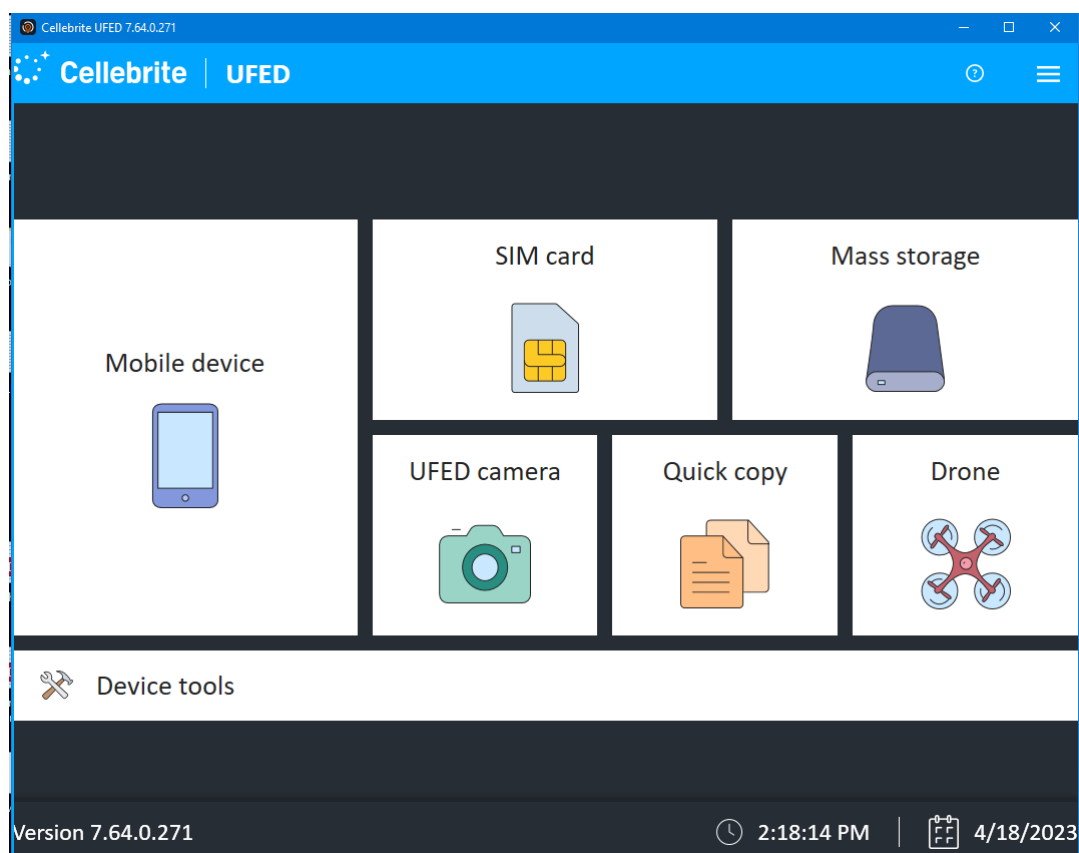 Cellebrite UFED 7.64.0.271
Cellebrite UFED
SIM card
Mass storage
Mobile device
UFED camera
Quick copy
Drone
Device tools
Version 7.64.0.271
2:18:14 PM
4/18/2023